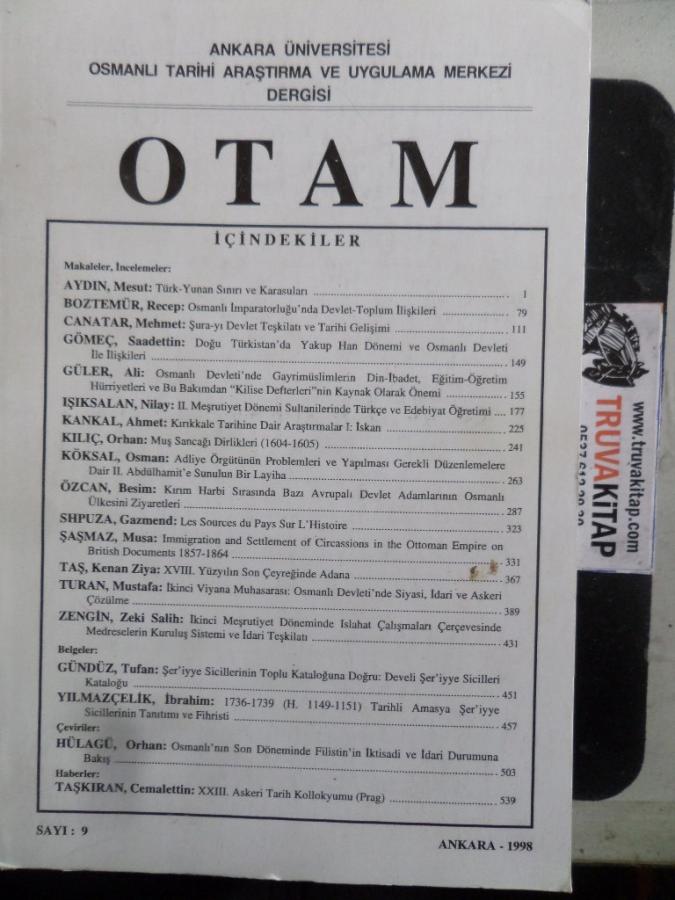 ANKARA ÜNİVERSİTESİ
OSMANLI TARİHİ ARAŞTIRMA VE UYGULAMA MERKEZİ
DERGİSİ
OTAM
İÇİNDEKİLER
Makaleler, İncelemeler:
AYDIN, Mesut: Türk-Yunan Sınırı ve Karasuları ........ 1
BOZTEMÜR, Recep: Osmanlı İmparatorluğu'nda Devlet-Toplum İlişkileri ........ 79
CANATAR, Mehmet: Şura-yı Devlet Teşkilatı ve Tarihi Gelişimi ........ 111
GÖMEÇ, Saadettin: Doğu Türkistan'da Yakup Han Dönemi ve Osmanlı Devleti
İle İlişkileri ........ 149
GÜLER, Ali: Osmanlı Devleti'nde Gayrimüslimlerin Din-İbadet, Eğitim-Öğretim
Hürriyetleri ve Bu Bakımdan "Kilise Defterleri"nin Kaynak Olarak Önemi ........ 155
IŞIKSALAN, Nilay: II. Meşrutiyet Dönemi Sultanilerinde Türkçe ve Edebiyat Öğretimi .... 177
KANKAL, Ahmet: Kırıkkale Tarihine Dair Araştırmalar I: İskan ........ 225
KILIÇ, Orhan: Muş Sancağı Dirlikleri (1604-1605) ........ 241
KÖKSAL, Osman: Adliye Örgütünün Problemleri ve Yapılması Gerekli Düzenlemelere
Dair II. Abdülhamit'e Sunulun Bir Layiha ........ 263
ÖZCAN, Besim: Kırım Harbi Sırasında Bazı Avrupalı Devlet Adamlarının Osmanlı
Ülkesini Ziyaretleri ........ 287
SHPUZA, Gazmend: Les Sources du Pays Sur L'Histoire ........ 323
ŞAŞMAZ, Musa: Immigration and Settlement of Circassions in the Ottoman Empire on
British Documents 1857-1864 ........ 331
TAŞ, Kenan Ziya: XVIII. Yüzyılın Son Çeyreğinde Adana ........ 367
TURAN, Mustafa: İkinci Viyana Muhasarası: Osmanlı Devleti'nde Siyasi, İdari ve Askeri
Çözülme ........ 389
ZENGİN, Zeki Salih: İkinci Meşrutiyet Döneminde Islahat Çalışmaları Çerçevesinde
Medreselerin Kuruluş Sistemi ve İdari Teşkilatı ........ 431
Belgeler:
GÜNDÜZ, Tufan: Şer'iyye Sicillerinin Toplu Kataloğuna Doğru: Develi Şer'iyye Sicilleri
Kataloğu ........ 451
YILMAZÇELİK, İbrahim: 1736-1739 (H. 1149-1151) Tarihli Amasya Şer'iyye
Sicillerinin Tanıtımı ve Fihristi ........ 457
Çeviriler:
HÜLAGÜ, Orhan: Osmanlı'nın Son Döneminde Filistin'in İktisadi ve İdari Durumuna
Bakış ........ 503
Haberler:
TAŞKIRAN, Cemalettin: XXIII. Askeri Tarih Kollokyumu (Prag) ........ 539
SAYI : 9
ANKARA - 1998
www.truvakitap.com
TRUVAKİTAP